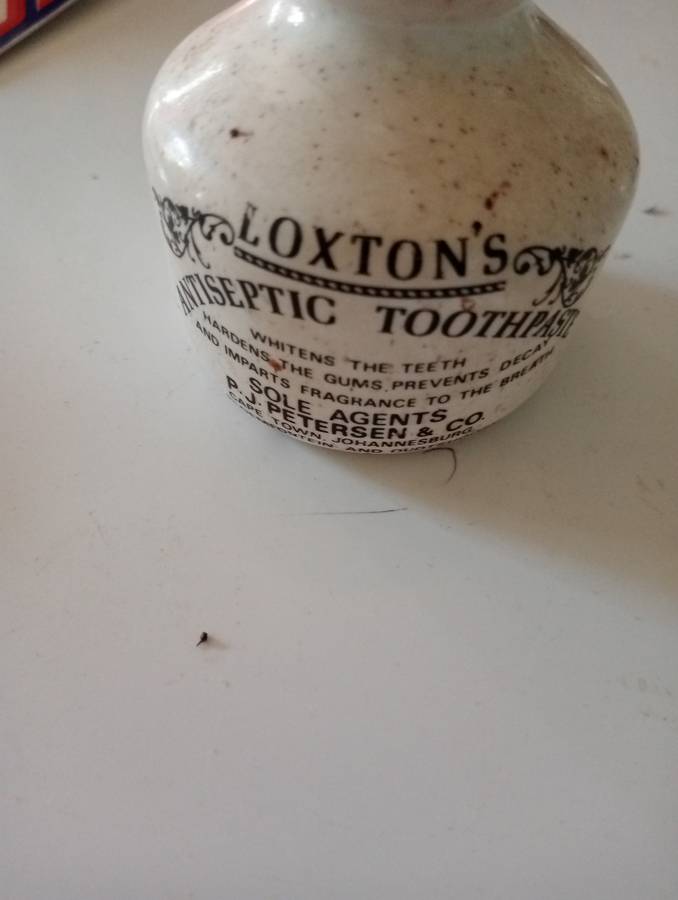 LOXTON'S
ANTISEPTIC TOOTHPASTE
WHITENS THE TEETH
HARDENS THE GUMS, PREVENTS DECAY
AND IMPARTS FRAGRANCE TO THE BREATH
SOLE AGENTS
P. J. PETERSEN & CO.
CAPE TOWN, JOHANNESBURG,
AND